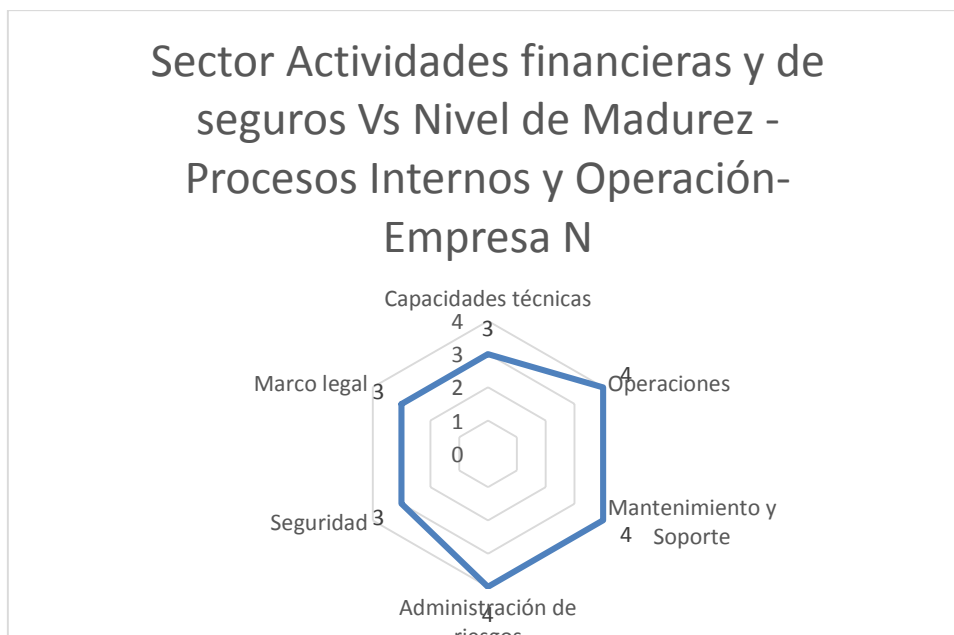 Sector Actividades financieras y de
seguros Vs Nivel de Madurez -
Procesos Internos y Operación-
Empresa N
Capacidades técnicas
4
3
3
2
1
0
Marco legal
3
4
Operaciones
Seguridad
3
Mantenimiento y
Soporte
4
Administración de
4
riesgos